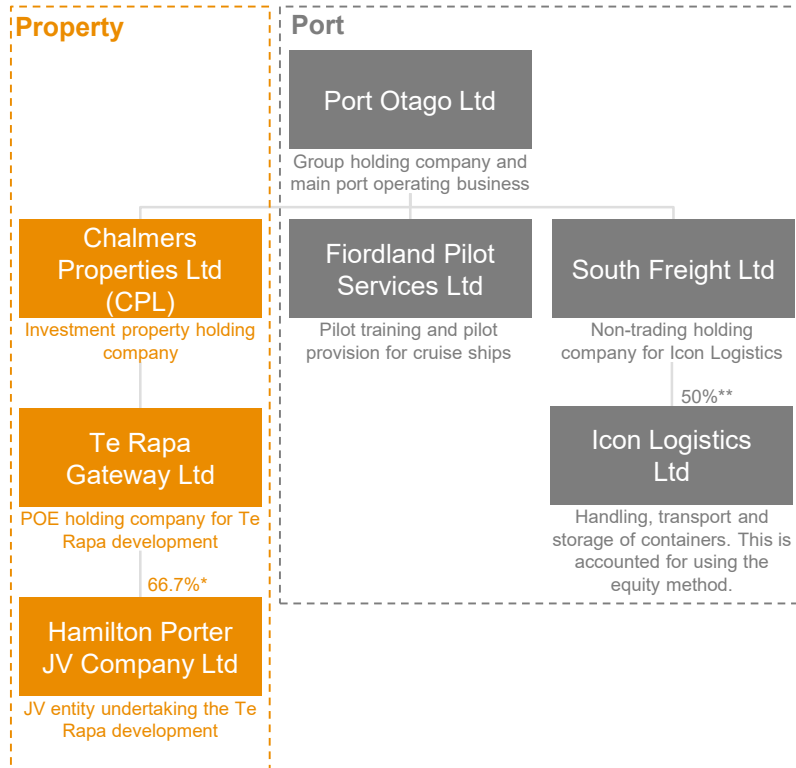 Property
Port
Port Otago Ltd
Group holding company and
main port operating business
Chalmers
Properties Ltd
(CPL)
Investment property holding
company
Fiordland Pilot
Services Ltd
Pilot training and pilot
provision for cruise ships
South Freight Ltd
Non-trading holding
company for Icon Logistics
50%**
Te Rapa
Gateway Ltd
POE holding company for Te
Rapa development
Icon Logistics
Ltd
Handling, transport and
storage of containers. This is
accounted for using the
equity method.
66.7%*
Hamilton Porter
JV Company Ltd
JV entity undertaking the Te
Rapa development